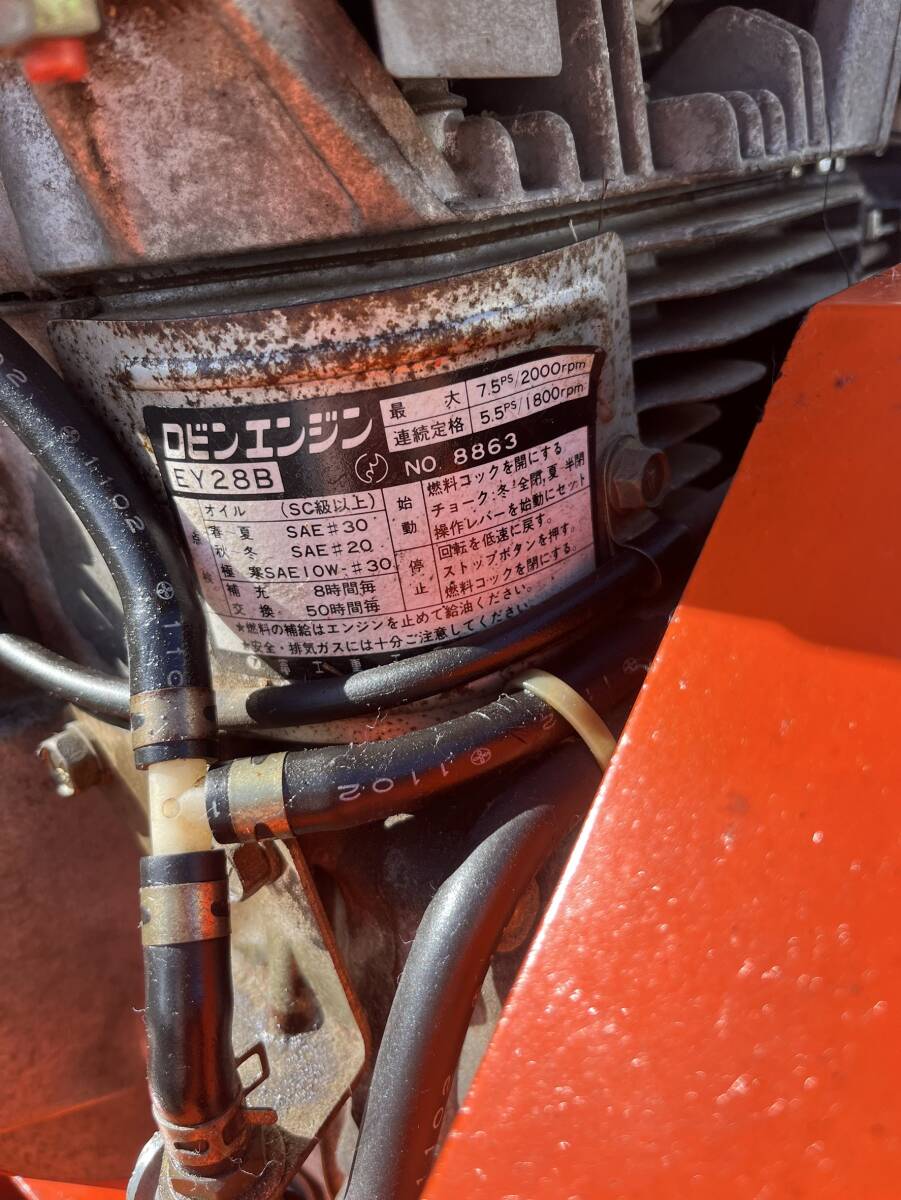 ロビンエンジン
EY28B
最大 7.5PS/2000rpm
連続定格 5.5PS/1800rpm
NO 8863
オイル (SC級以上)
春夏 SAE♯30
秋冬 SAE♯20
極寒 SAE10W-♯30
補充 8時間毎
交換 50時間毎
始動
燃料コックを開にする
チョーク・冬:全閉,夏・半閉
操作レバーを始動にセット
停止
回転を低速に戻す。
ストップボタンを押す。
燃料コックを閉にする。
★燃料の補給はエンジンを止めて給油ください。
★安全・排気ガスには十分ご注意してください。
1102
110
1102